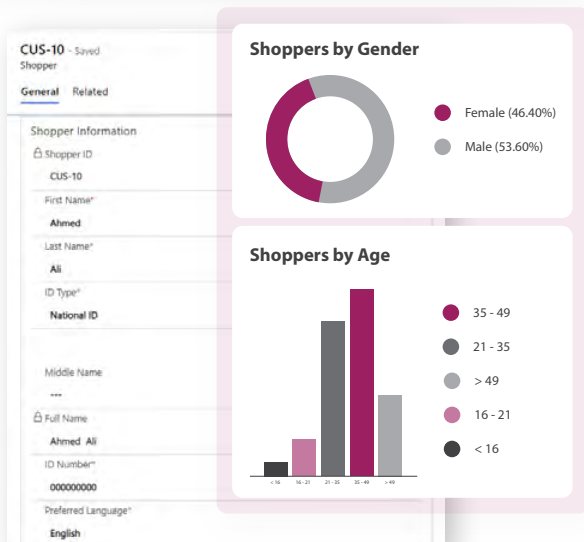 CUS-10 - Saved
Shopper
General Related
Shopper Information
Shopper ID
CUS-10
First Name*
Ahmed
Last Name*
Ali
ID Type*
National ID
Middle Name
---
Full Name
Ahmed Ali
ID Number*
000000000
Preferred Language*
English
Shoppers by Gender
Female (46.40%)
Male (53.60%)
Shoppers by Age
35 - 49
21 - 35
> 49
16 - 21
< 16
< 16 16 - 21 21 - 35 35 - 49 > 49